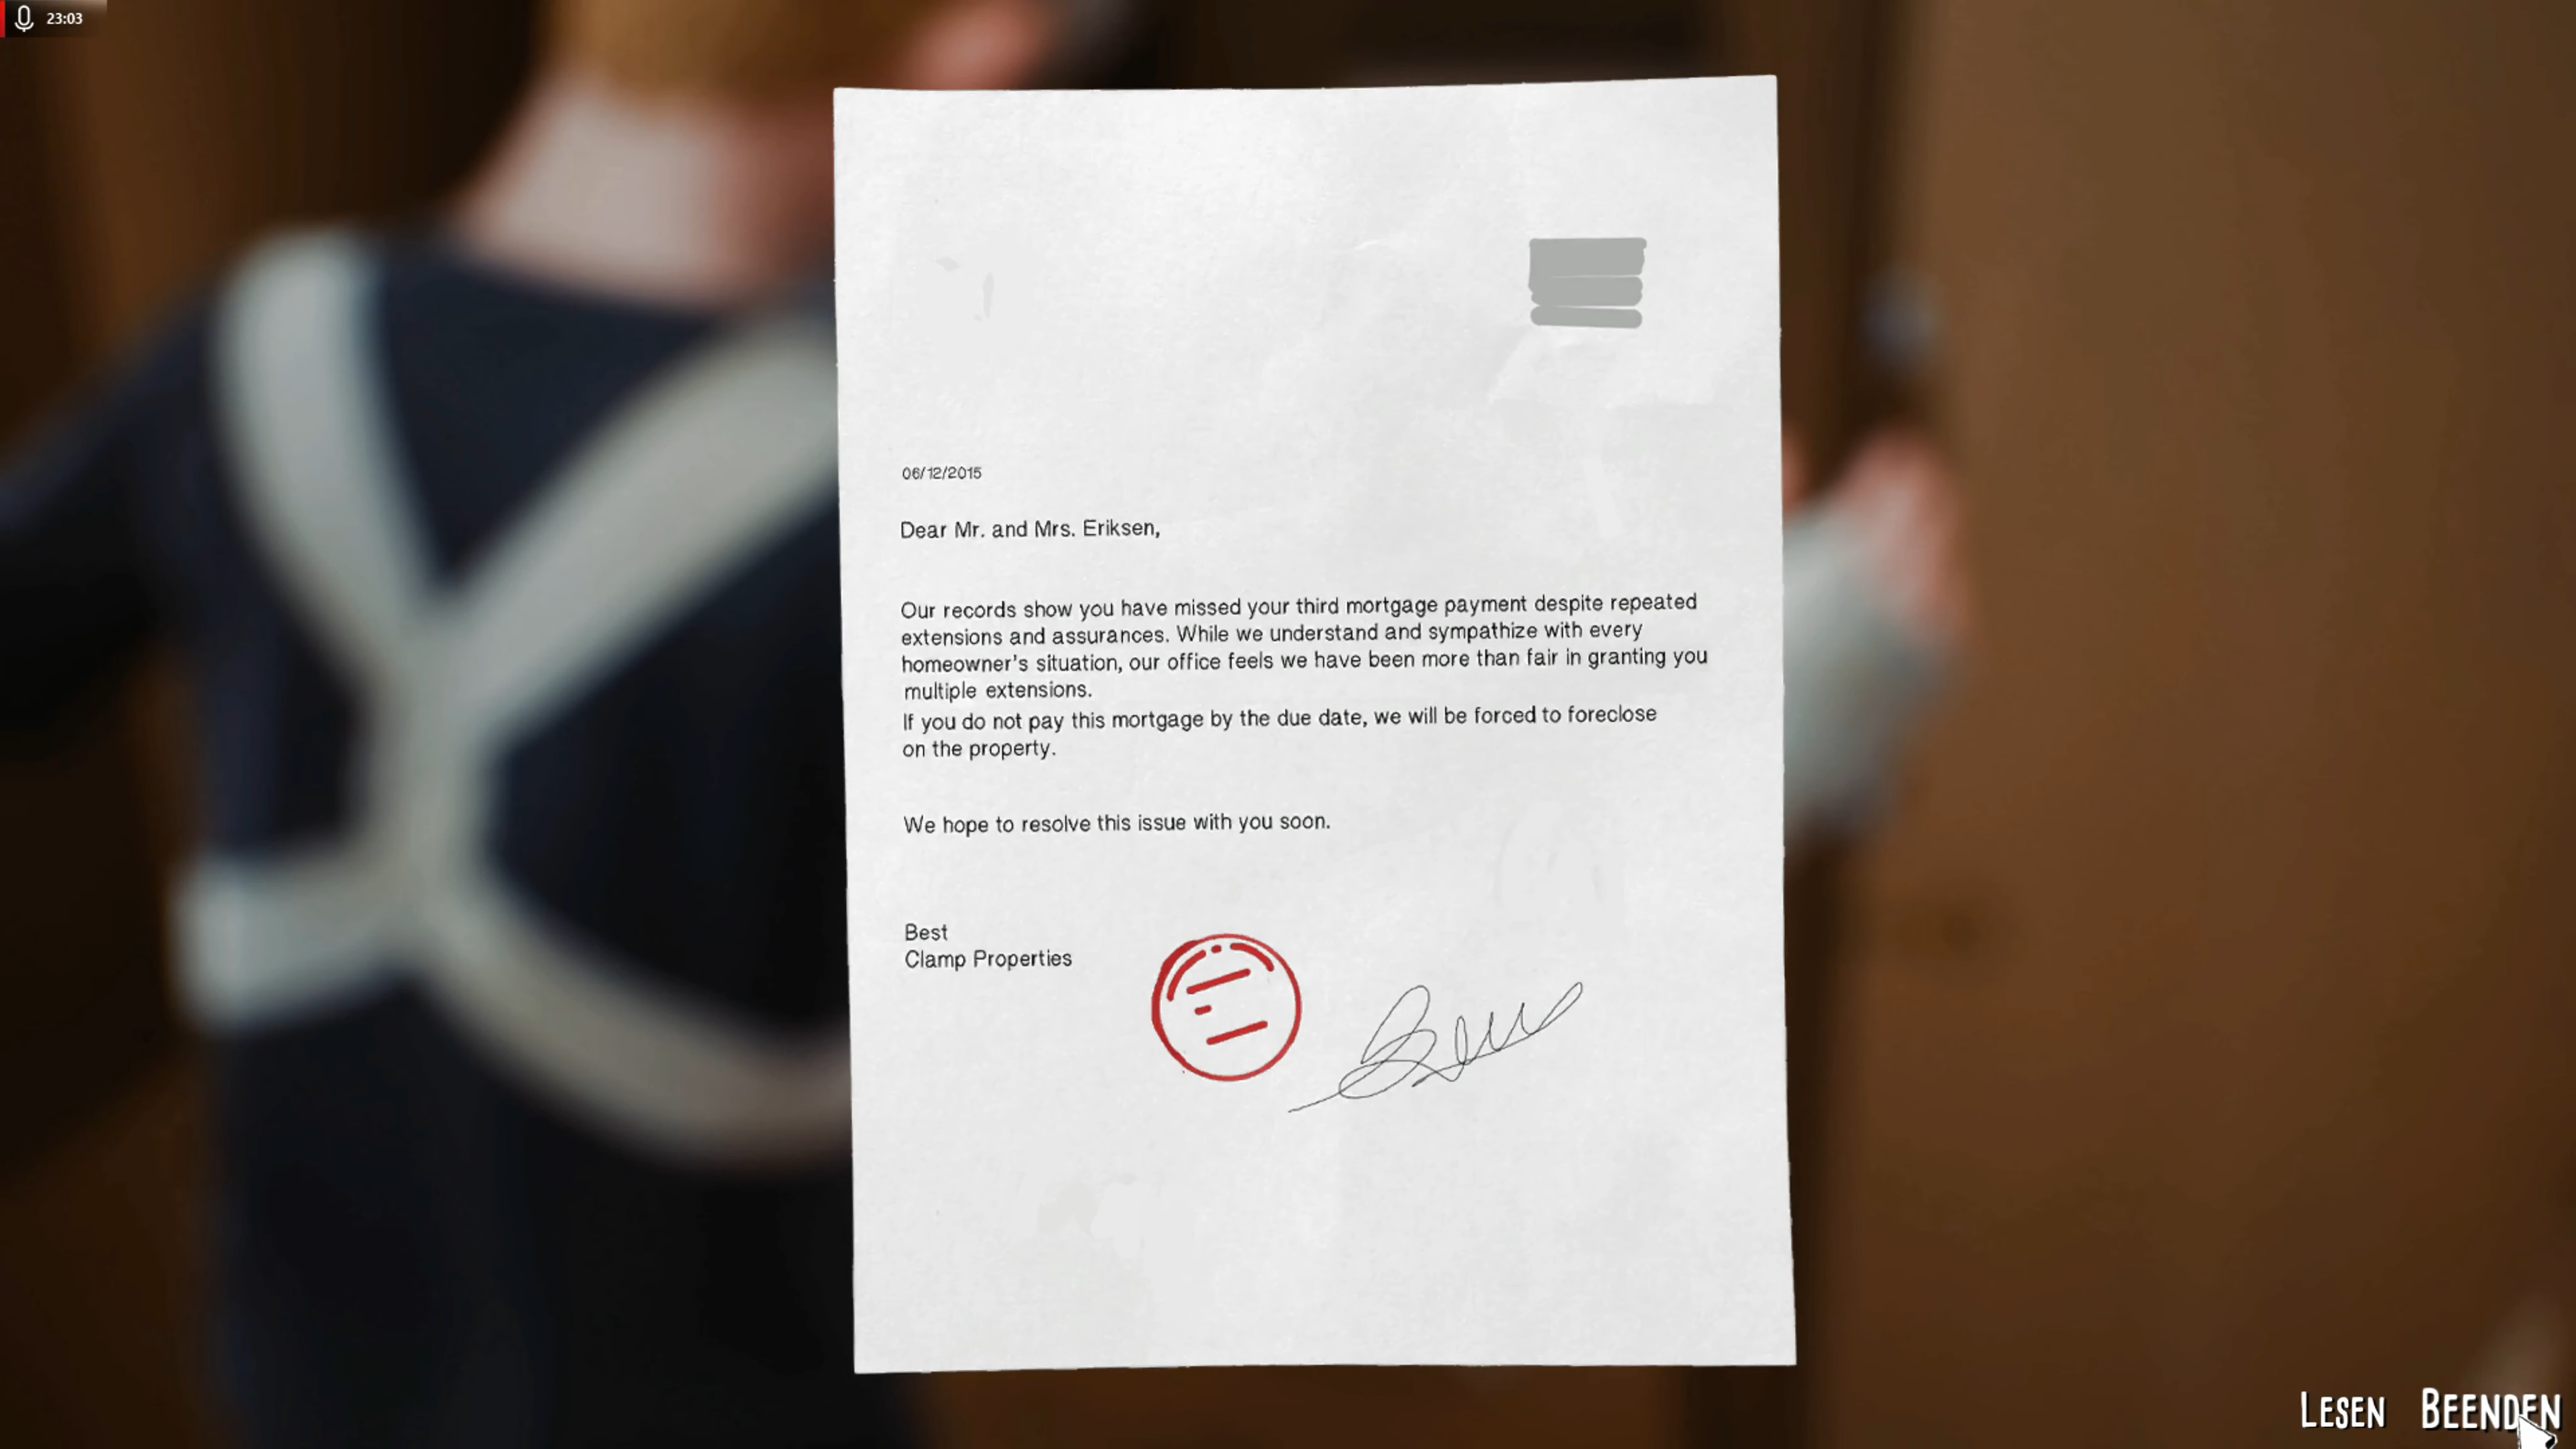 23:03
06/12/2015
Dear Mr. and Mrs. Eriksen,
Our records show you have missed your third mortgage payment despite repeated
extensions and assurances. While we understand and sympathize with every
homeowner's situation, our office feels we have been more than fair in granting you
multiple extensions.
If you do not pay this mortgage by the due date, we will be forced to foreclose
on the property.
We hope to resolve this issue with you soon.
Best
Clamp Properties
LESEN BEENDEN